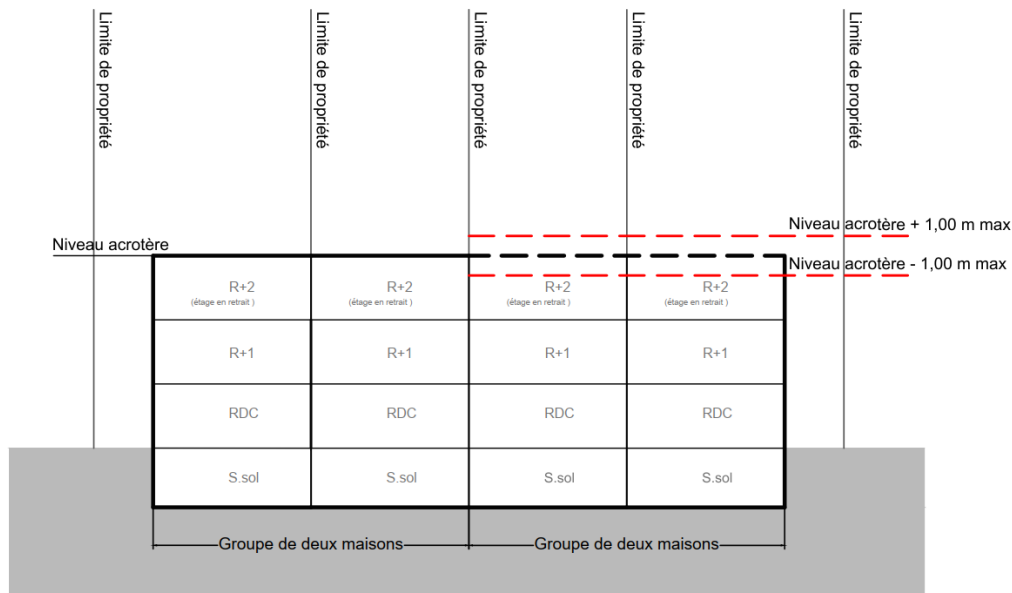 Limite de propriété
Limite de propriété
Limite de propriété
Limite de propriété
Limite de propriété
Niveau acrotère + 1,00 m max
Niveau acrotère
Niveau acrotère - 1,00 m max
R+2
(étage en retrait )
R+2
(étage en retrait )
R+2
(étage en retrait )
R+2
(étage en retrait )
R+1
R+1
R+1
R+1
RDC
RDC
RDC
RDC
S.sol
S.sol
S.sol
S.sol
Groupe de deux maisons
Groupe de deux maisons